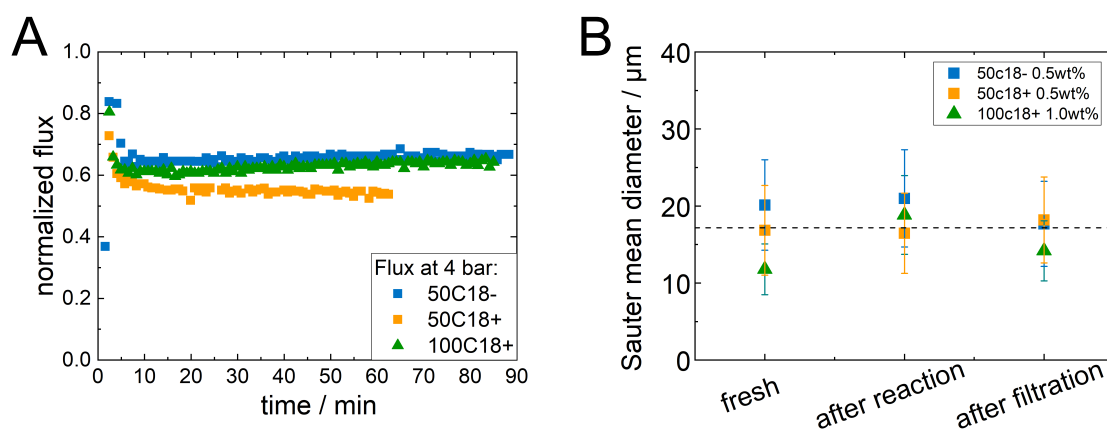 A
normalized flux
1.0
0.8
0.6
0.4
0.2
0.0
0 10 20 30 40 50 60 70 80 90
time / min
Flux at 4 bar:
50C18-
50C18+
100C18+
B
Sauter mean diameter / μm
40
30
20
10
0
fresh
after reaction
after filtration
50c18- 0.5wt%
50c18+ 0.5wt%
100c18+ 1.0wt%